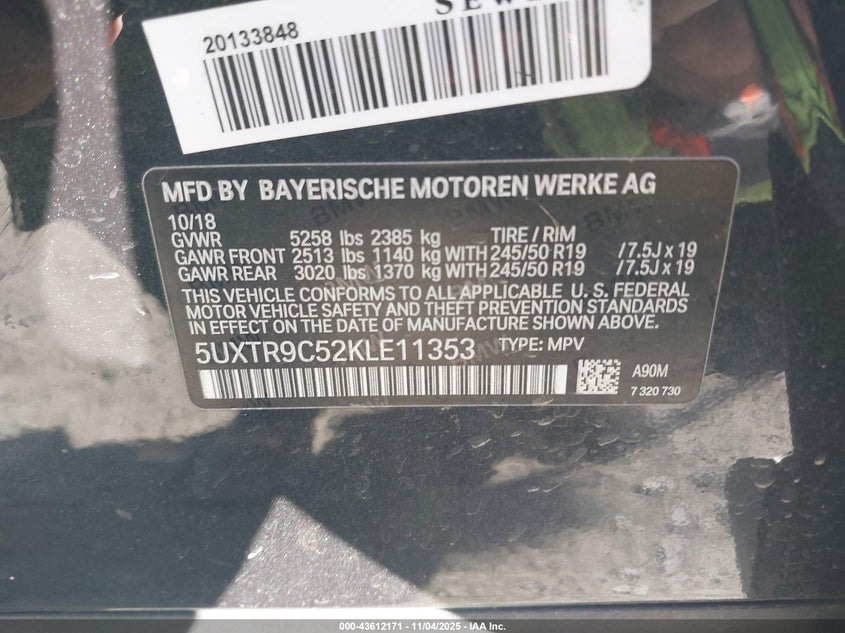 20133848
MFD BY BAYERISCHE MOTOREN WERKE AG
10/18
GVWR 5258 lbs 2385 kg TIRE / RIM
GAWR FRONT 2513 lbs 1140 kg WITH 245/50 R19 /7.5J x 19
GAWR REAR 3020 lbs 1370 kg WITH 245/50 R19 /7.5J x 19
THIS VEHICLE CONFORMS TO ALL APPLICABLE U. S. FEDERAL
MOTOR VEHICLE SAFETY AND THEFT PREVENTION STANDARDS
IN EFFECT ON THE DATE OF MANUFACTURE SHOWN ABOVE.
5UXTR9C52KLE11353 TYPE: MPV
A90M
7 320 730
000-43612171 - 11/04/2025 - IAA, Inc.